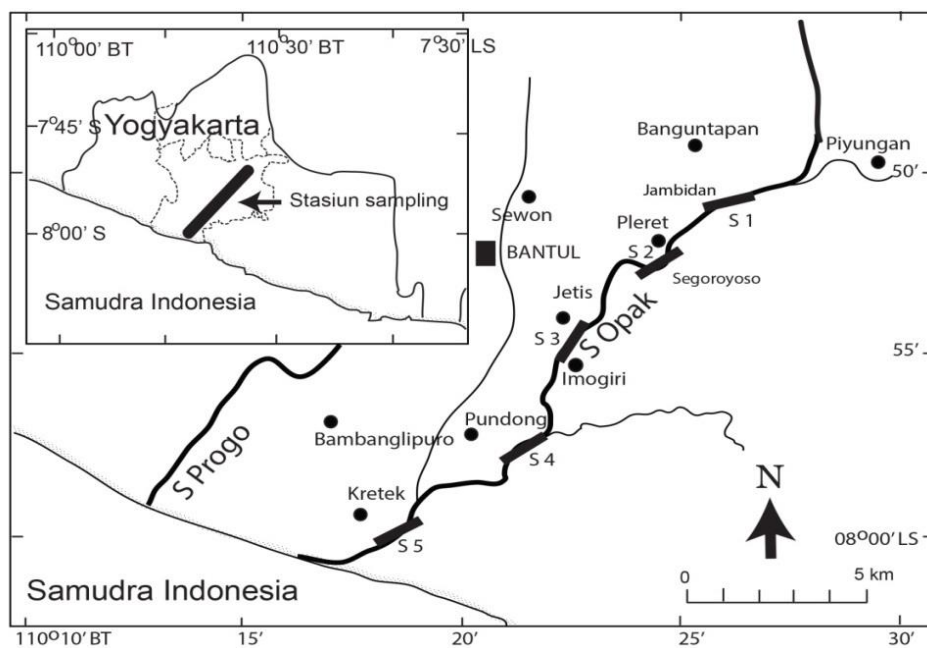 110°00' BT
110°30' BT
7°30' LS
7°45' S
Yogyakarta
Stasiun sampling
8°00' S
Samudra Indonesia
Banguntapan
Piyungan
50'
Jambidan
S 1
Sewon
Pleret
S 2
BANTUL
Segoroyoso
Jetis
S Opak
S 3
55'
Imogiri
Pundong
Bambanglipuro
S Progo
S 4
N
Kretek
S 5
08°00' LS
0
5 km
Samudra Indonesia
110°10' BT
15'
20'
25'
30'